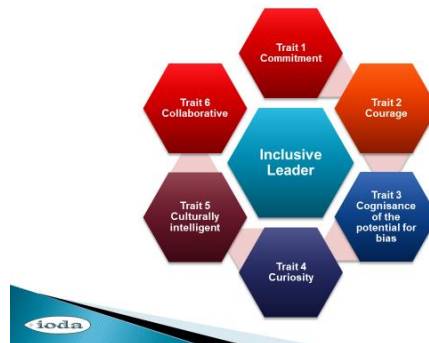 Trait 1
Commitment
Trait 6
Collaborative
Trait 2
Courage
Inclusive
Leader
Trait 5
Culturally
intelligent
Trait 3
Cognisance
of the
potential for
bias
Trait 4
Curiosity
ioda